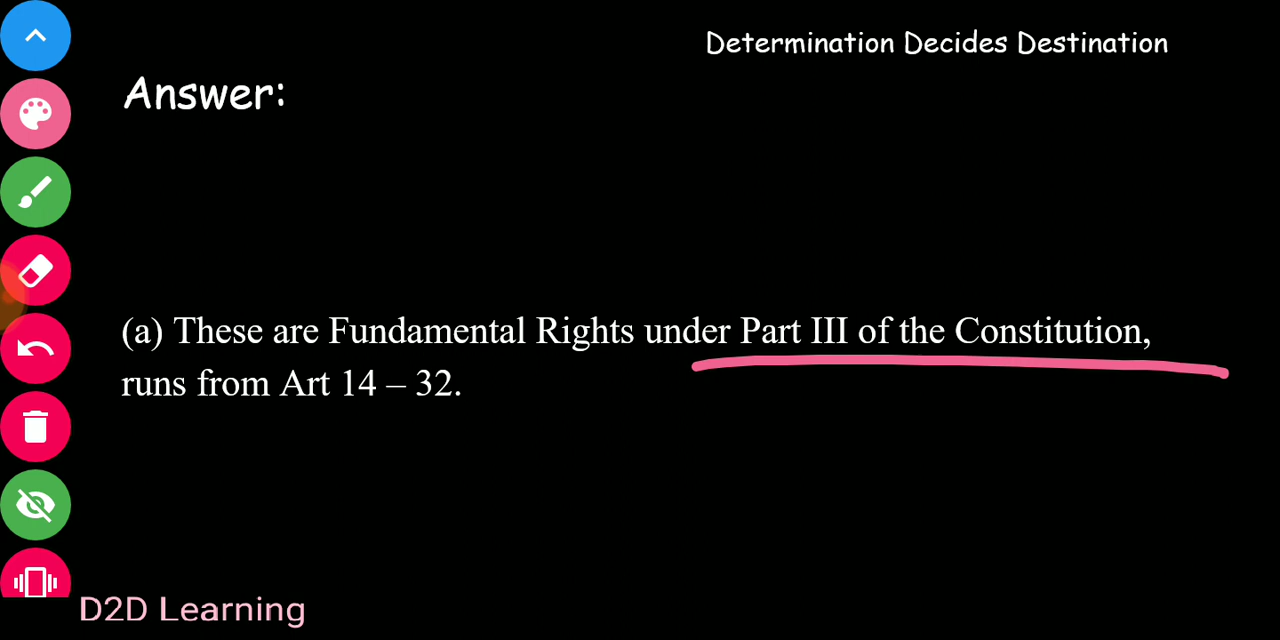 Determination Decides Destination
Answer:
(a) These are Fundamental Rights under Part III of the Constitution,
runs from Art 14 – 32.
D2D Learning